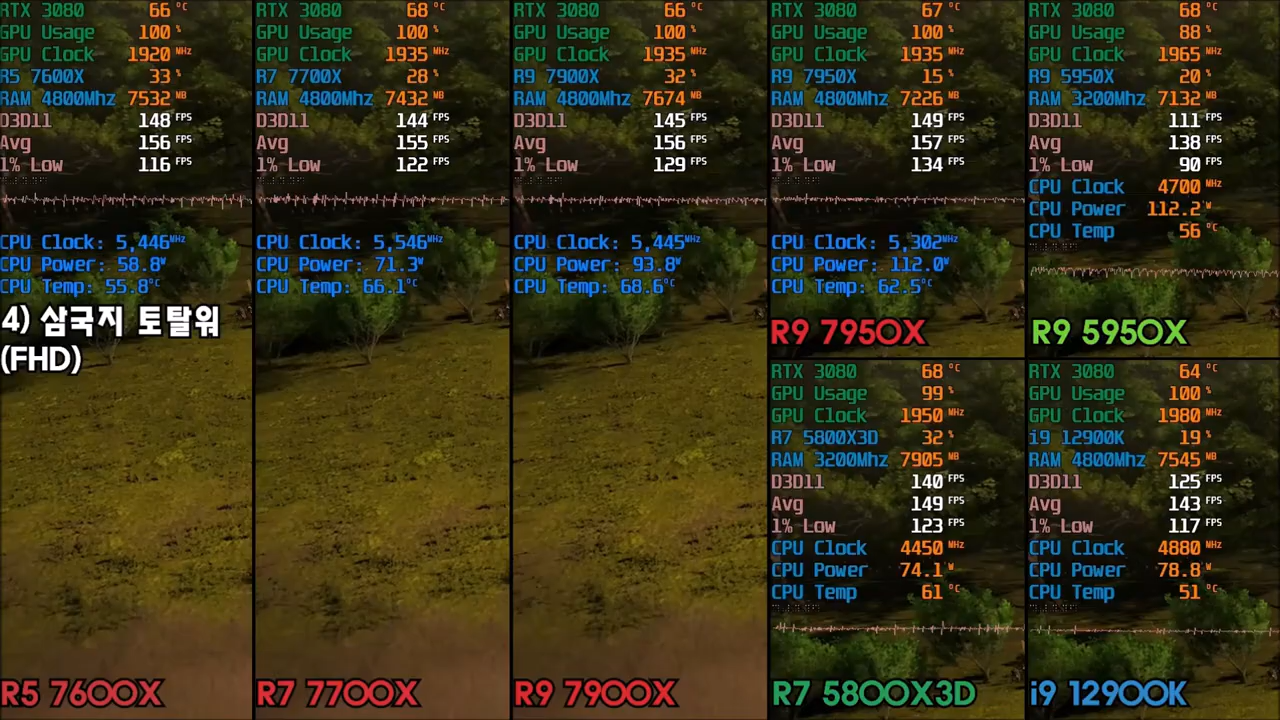 RTX 3080 66 °C
GPU Usage 100 %
GPU Clock 1920 MHz
R5 7600X 33 %
RAM 4800Mhz 7532 MB
D3D11 148 FPS
Avg 156 FPS
1% Low 116 FPS
CPU Clock: 5,446MHz
CPU Power: 58.8W
CPU Temp: 55.8°C
4) 삼국지 토탈워
(FHD)
R5 7600X
RTX 3080 68 °C
GPU Usage 100 %
GPU Clock 1935 MHz
R7 7700X 28 %
RAM 4800Mhz 7432 MB
D3D11 144 FPS
Avg 155 FPS
1% Low 122 FPS
CPU Clock: 5,546MHz
CPU Power: 71.3W
CPU Temp: 66.1°C
R7 7700X
RTX 3080 66 °C
GPU Usage 100 %
GPU Clock 1935 MHz
R9 7900X 32 %
RAM 4800Mhz 7674 MB
D3D11 145 FPS
Avg 156 FPS
1% Low 129 FPS
CPU Clock: 5,445MHz
CPU Power: 93.8W
CPU Temp: 68.6°C
R9 7900X
RTX 3080 67 °C
GPU Usage 100 %
GPU Clock 1935 MHz
R9 7950X 15 %
RAM 4800Mhz 7226 MB
D3D11 149 FPS
Avg 157 FPS
1% Low 134 FPS
CPU Clock: 5,302MHz
CPU Power: 112.0W
CPU Temp: 62.5°C
R9 7950X
RTX 3080 68 °C
GPU Usage 88 %
GPU Clock 1965 MHz
R9 5950X 20 %
RAM 3200Mhz 7132 MB
D3D11 111 FPS
Avg 138 FPS
1% Low 90 FPS
CPU Clock 4700 MHz
CPU Power 112.2 W
CPU Temp 56 °C
R9 5950X
RTX 3080 68 °C
GPU Usage 99 %
GPU Clock 1950 MHz
R7 5800X3D 32 %
RAM 3200Mhz 7905 MB
D3D11 140 FPS
Avg 149 FPS
1% Low 123 FPS
CPU Clock 4450 MHz
CPU Power 74.1 W
CPU Temp 61 °C
R7 5800X3D
RTX 3080 64 °C
GPU Usage 100 %
GPU Clock 1980 MHz
i9 12900K 19 %
RAM 4800Mhz 7545 MB
D3D11 125 FPS
Avg 143 FPS
1% Low 117 FPS
CPU Clock 4880 MHz
CPU Power 78.8 W
CPU Temp 51 °C
i9 12900K